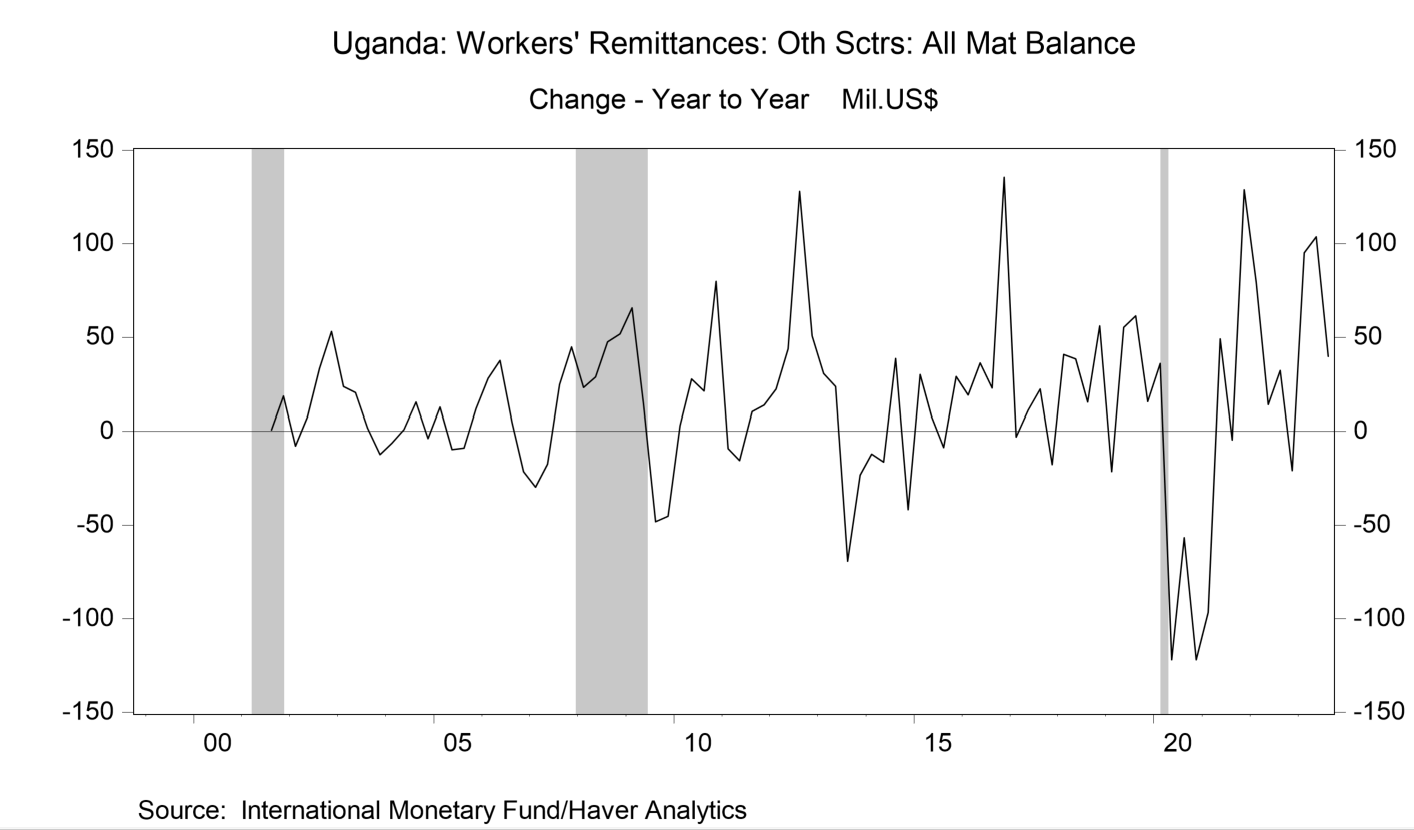 Uganda: Workers' Remittances: Oth Sctrs: All Mat Balance
Change - Year to Year Mil.US$
150 150
100 100
50 50
0 0
-50 -50
-100 -100
-150 -150
00 05 10 15 20
Source: International Monetary Fund/Haver Analytics